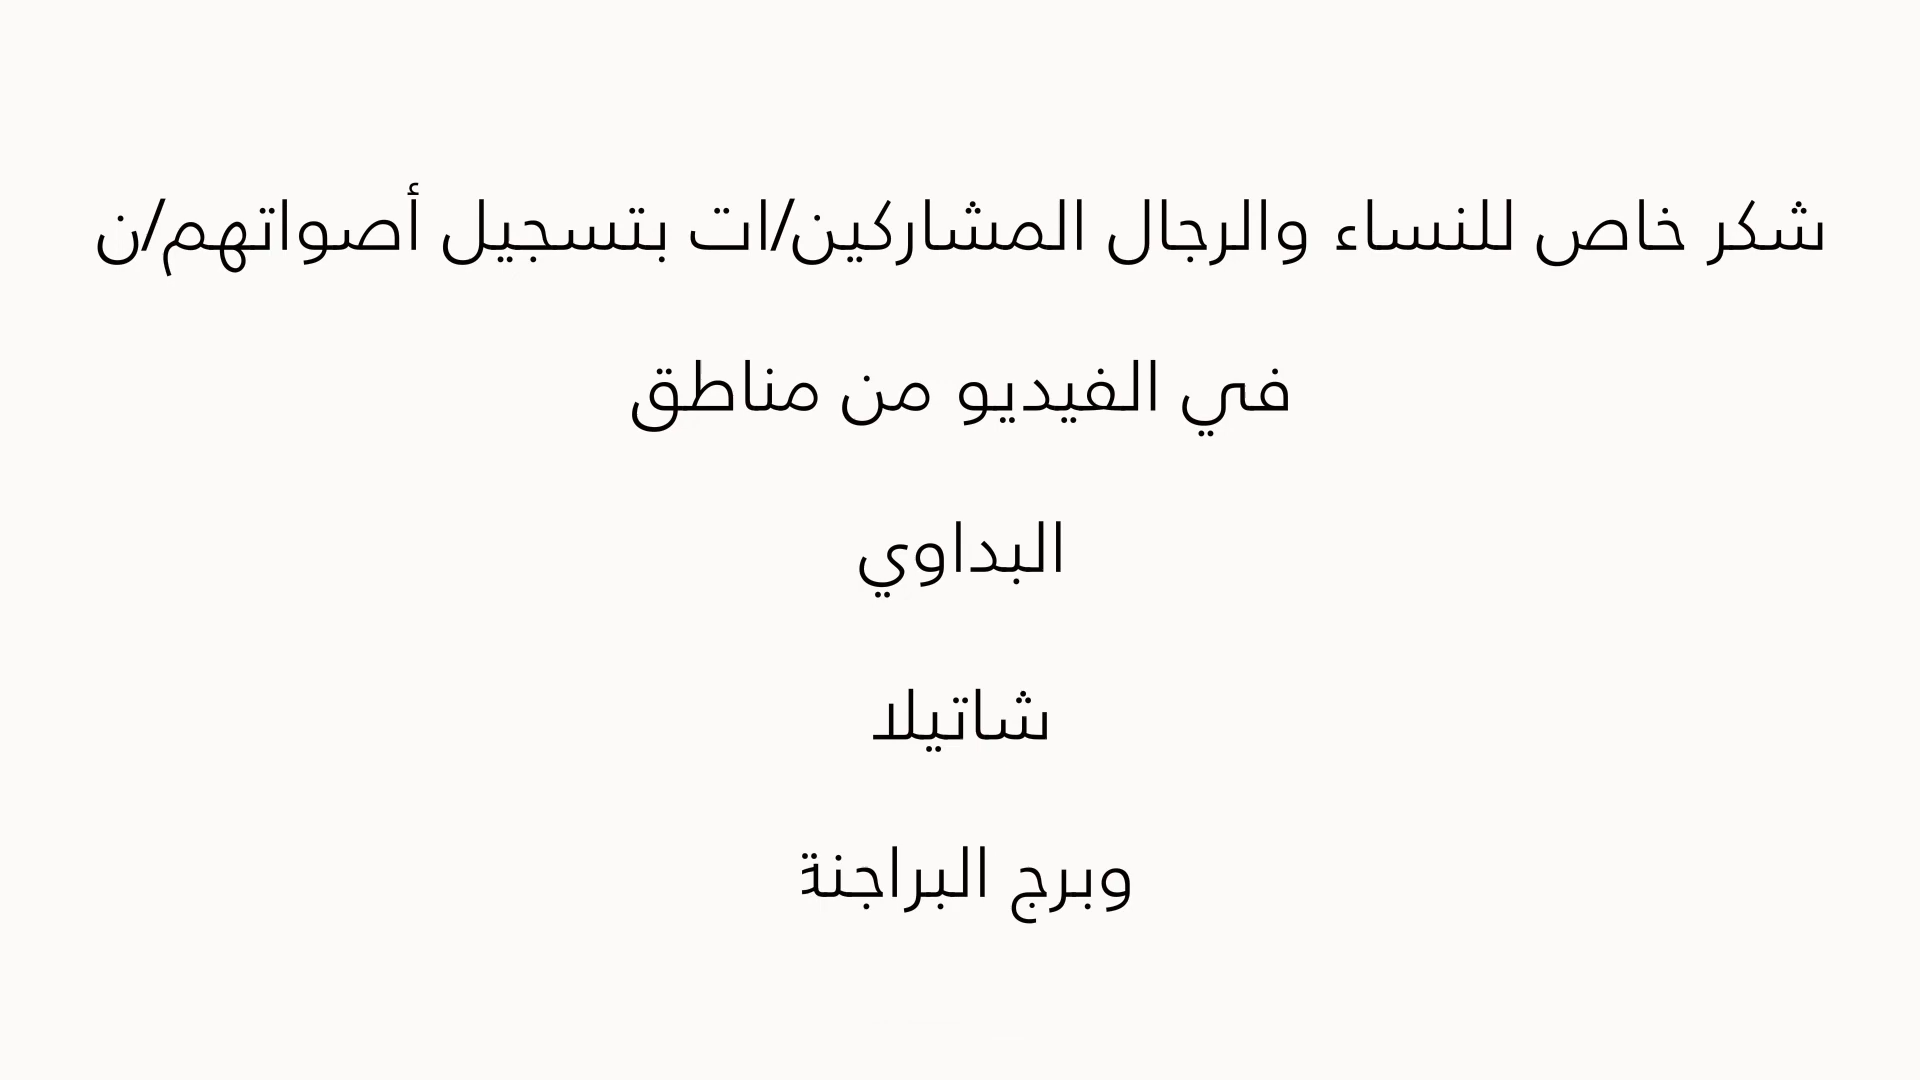 شكر خاص للنساء والرجال المشاركين/ات بتسجيل أصواتهم/ن
في الفيديو من مناطق
البداوي
شاتيلا
وبرج البراجنة